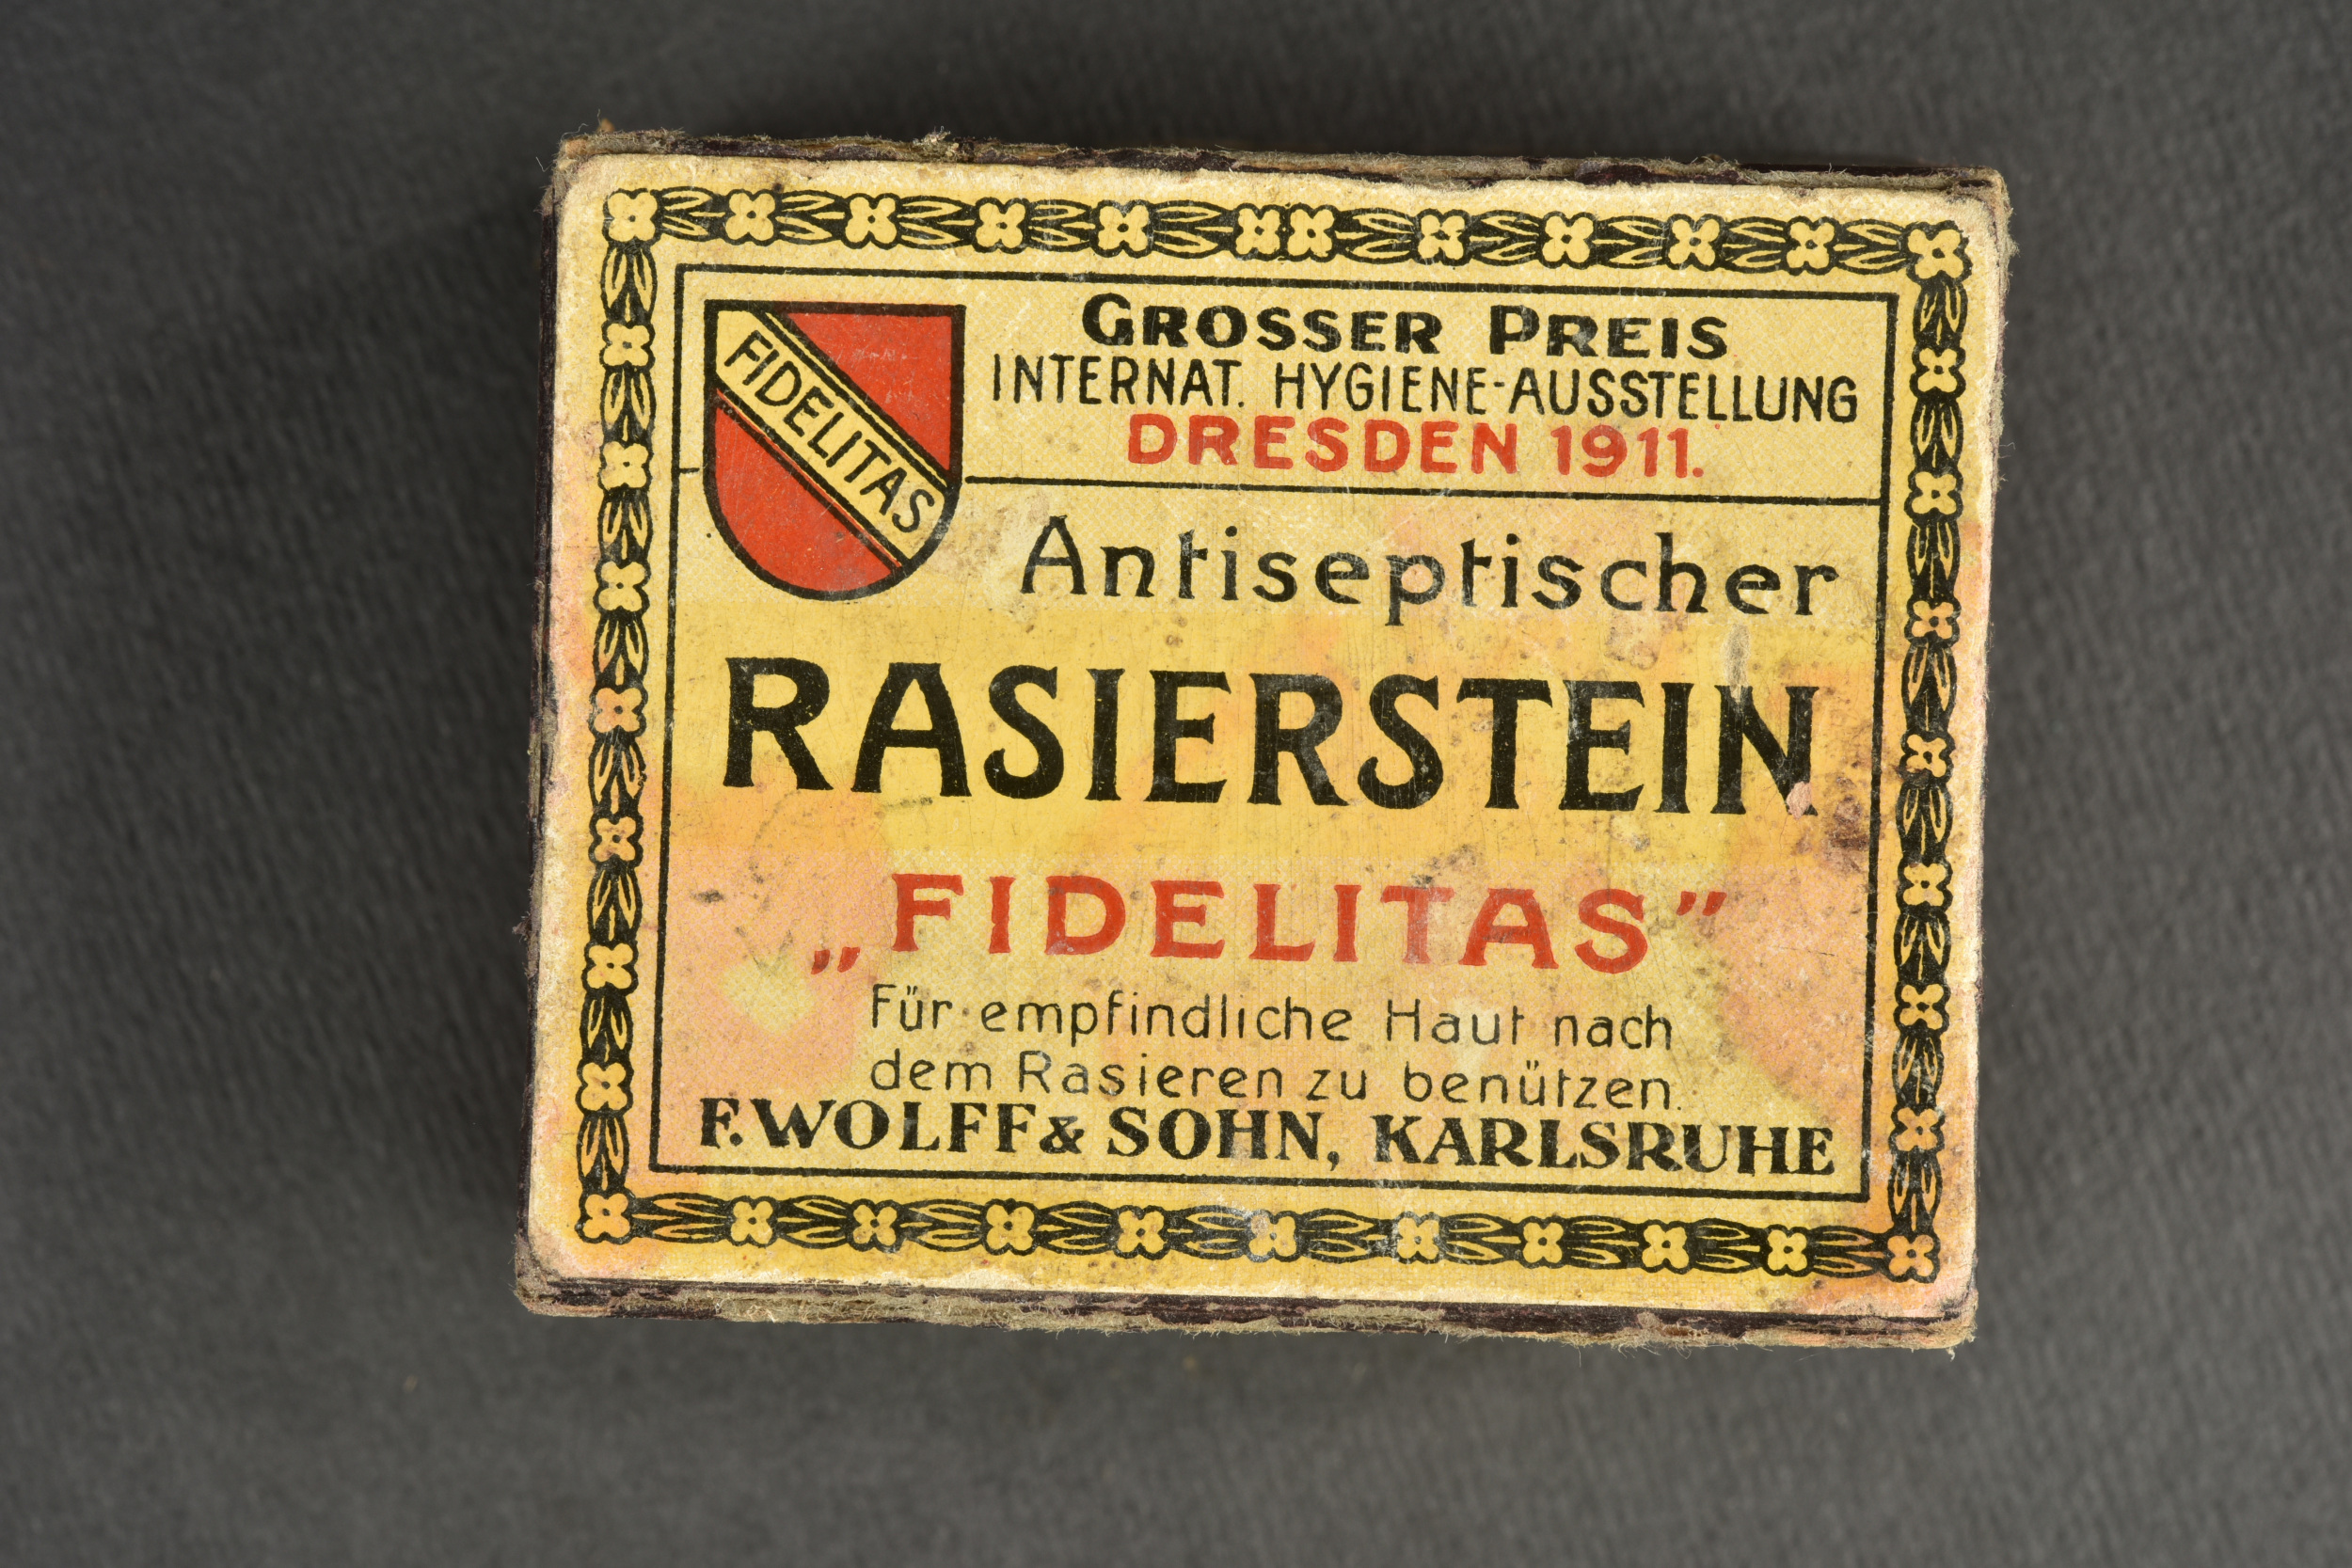 FIDELITAS
GROSSER PREIS
INTERNAT. HYGIENE-AUSSTELLUNG
DRESDEN 1911.
Antiseptischer
RASIERSTEIN
„FIDELITAS”
Für empfindliche Haut nach
dem Rasieren zu benützen.
F. WOLFF & SOHN, KARLSRUHE